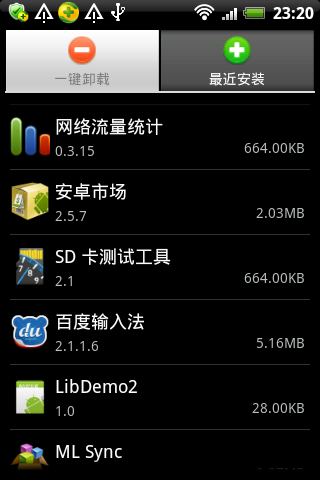 23:20
一键卸载
最近安装
网络流量统计
0.3.15
664.00KB
安卓市场
2.5.7
2.03MB
SD 卡测试工具
2.1
664.00KB
百度输入法
2.1.1.6
5.16MB
du
LibDemo2
1.0
28.00KB
ML Sync